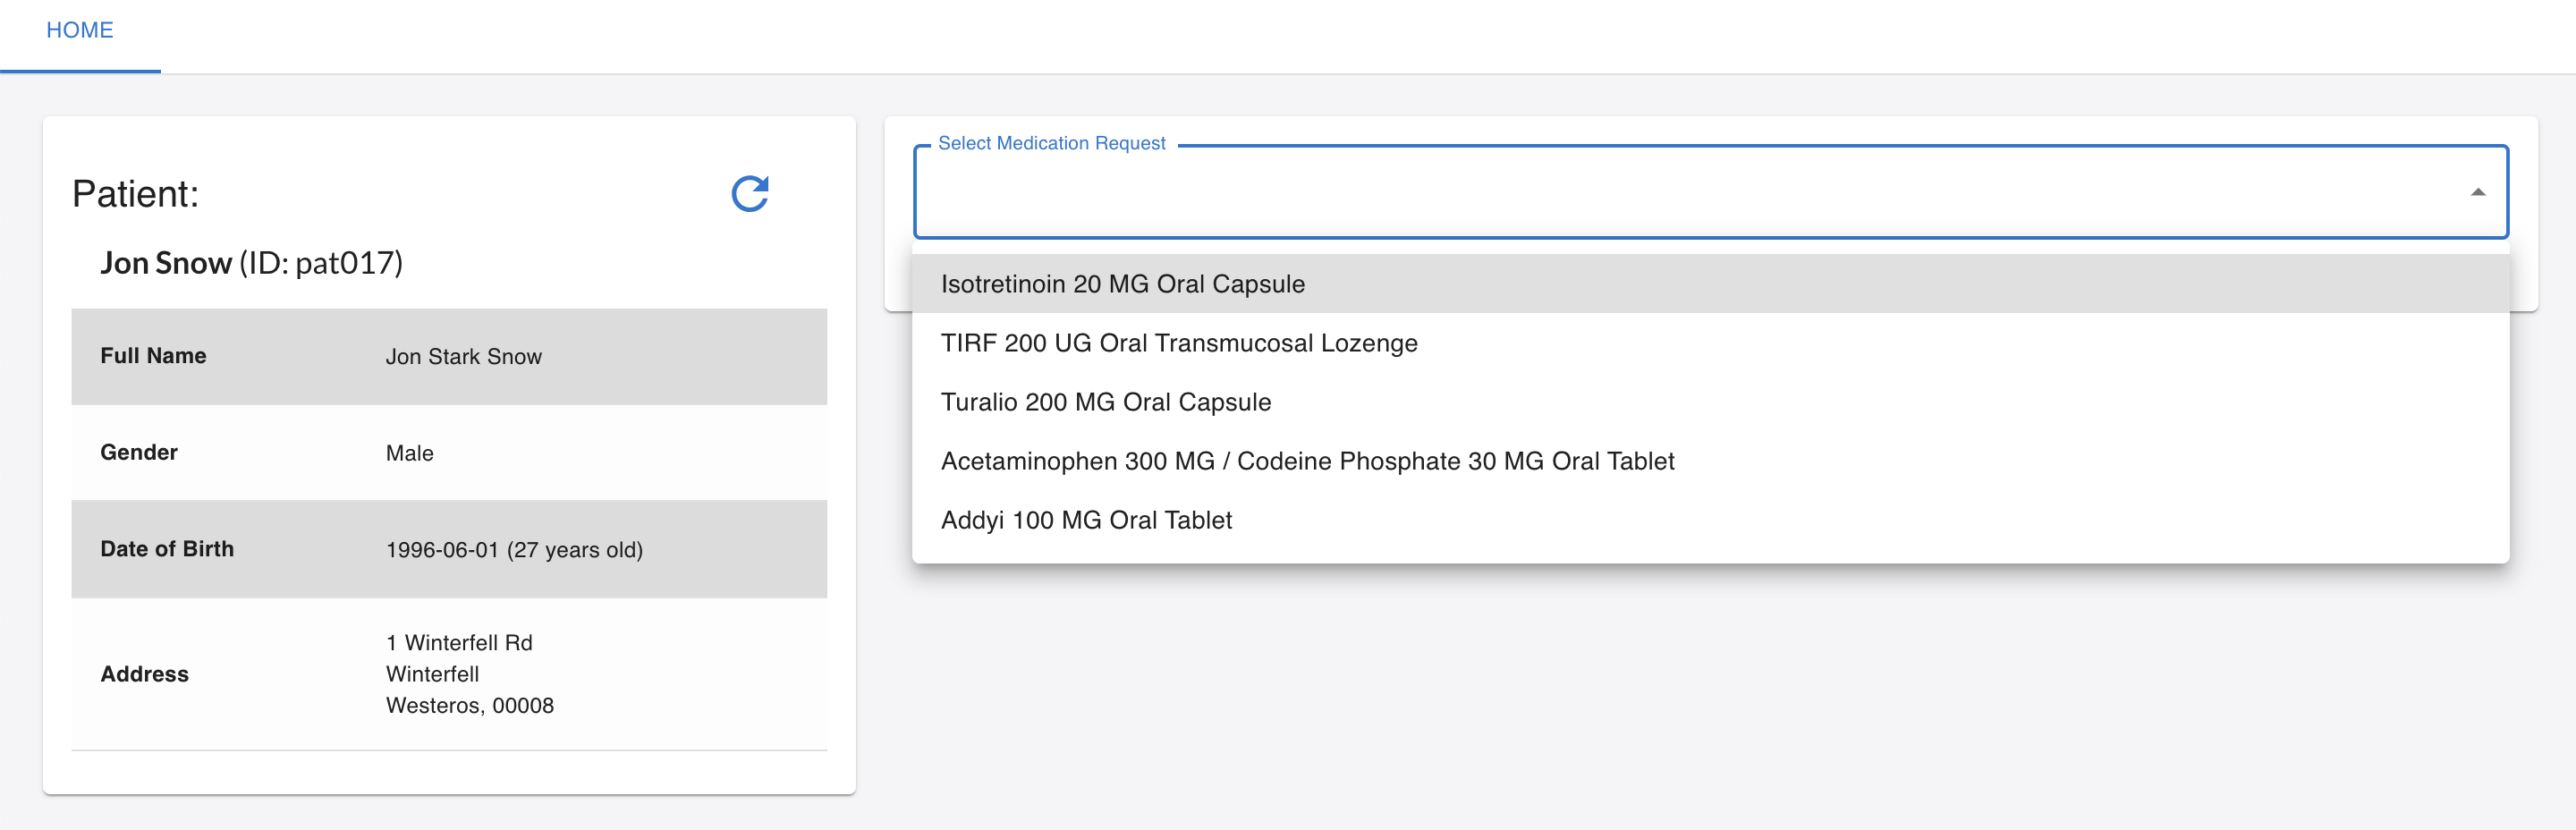 HOME
Patient:
Jon Snow (ID: pat017)
Full Name Jon Stark Snow
Gender Male
Date of Birth 1996-06-01 (27 years old)
Address 1 Winterfell Rd
Winterfell
Westeros, 00008
Select Medication Request
Isotretinoin 20 MG Oral Capsule
TIRF 200 UG Oral Transmucosal Lozenge
Turalio 200 MG Oral Capsule
Acetaminophen 300 MG / Codeine Phosphate 30 MG Oral Tablet
Addyi 100 MG Oral Tablet